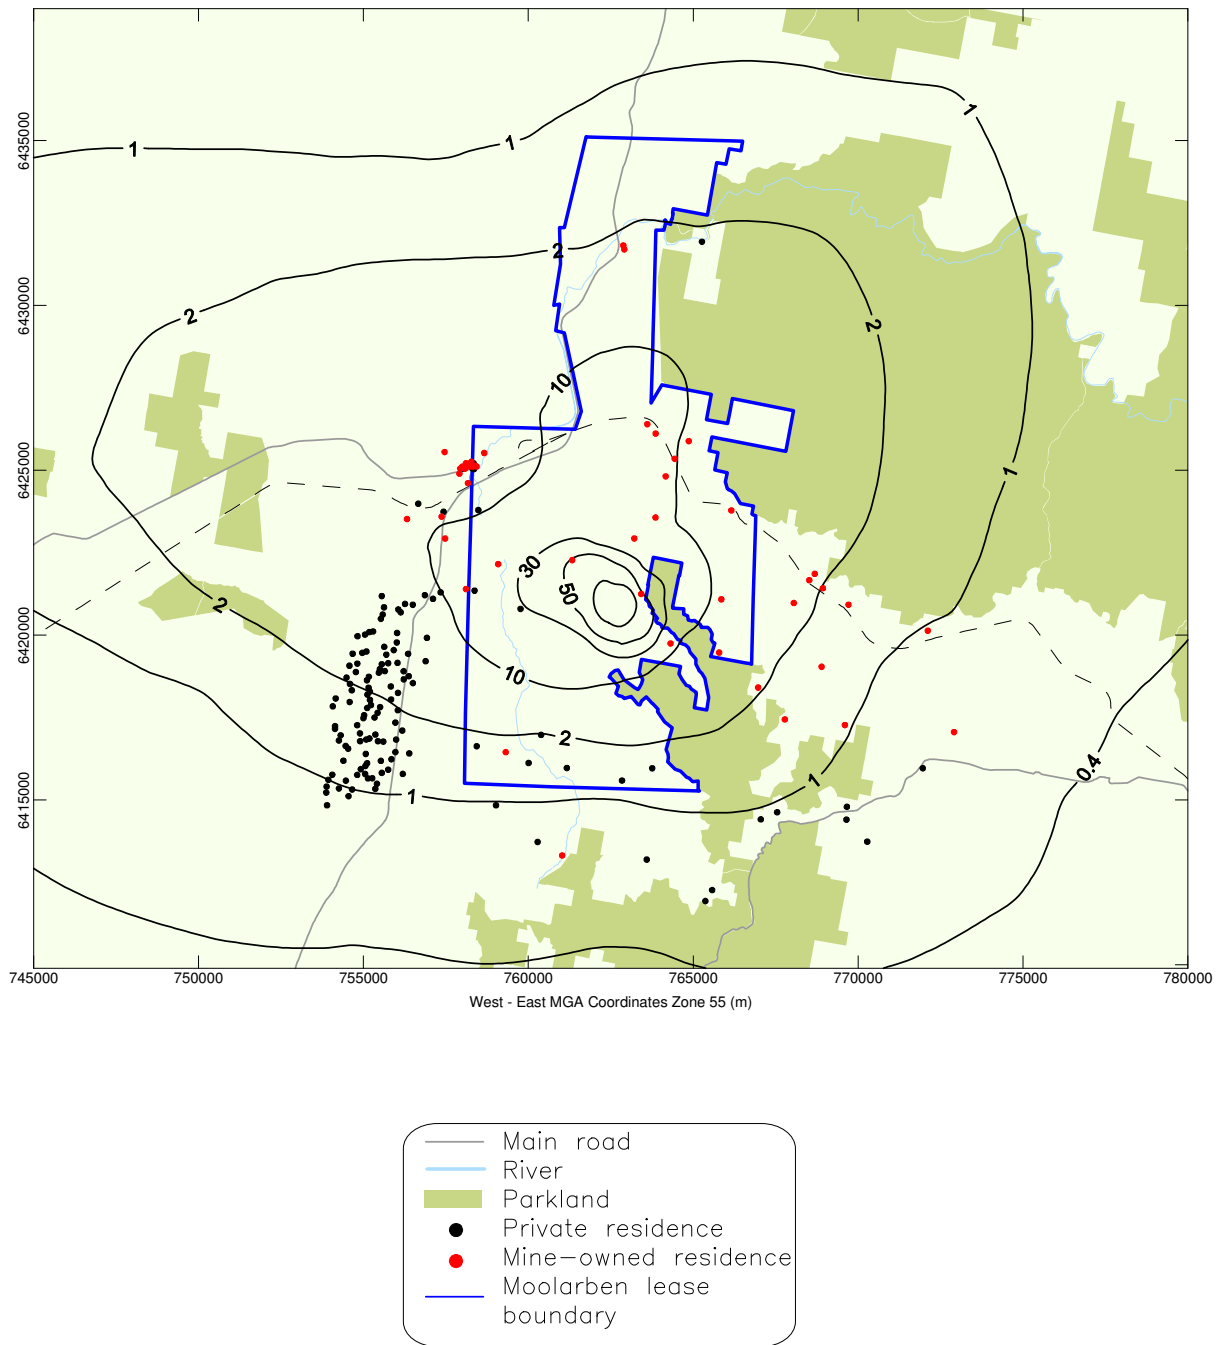 1
1
1
6435000
2
2
2
6430000
10
1
6425000
30
50
2
6420000
10
2
1
1
0.4
6415000
745000 750000 755000 760000 765000 770000 775000 780000
West - East MGA Coordinates Zone 55 (m)
Main road
River
Parkland
Private residence
Mine-owned residence
Moolarben lease
boundary